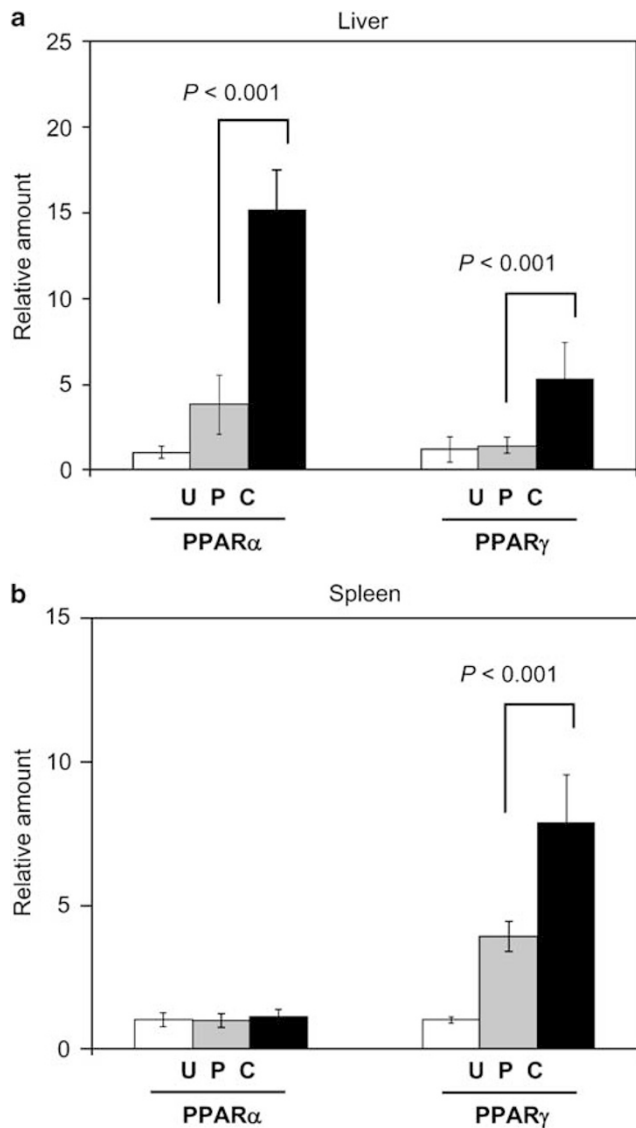 a
Liver
Relative amount
25
20
15
10
5
0
P < 0.001
P < 0.001
U P C
U P C
PPARα
PPARγ
b
Spleen
Relative amount
15
10
5
0
P < 0.001
U P C
U P C
PPARα
PPARγ